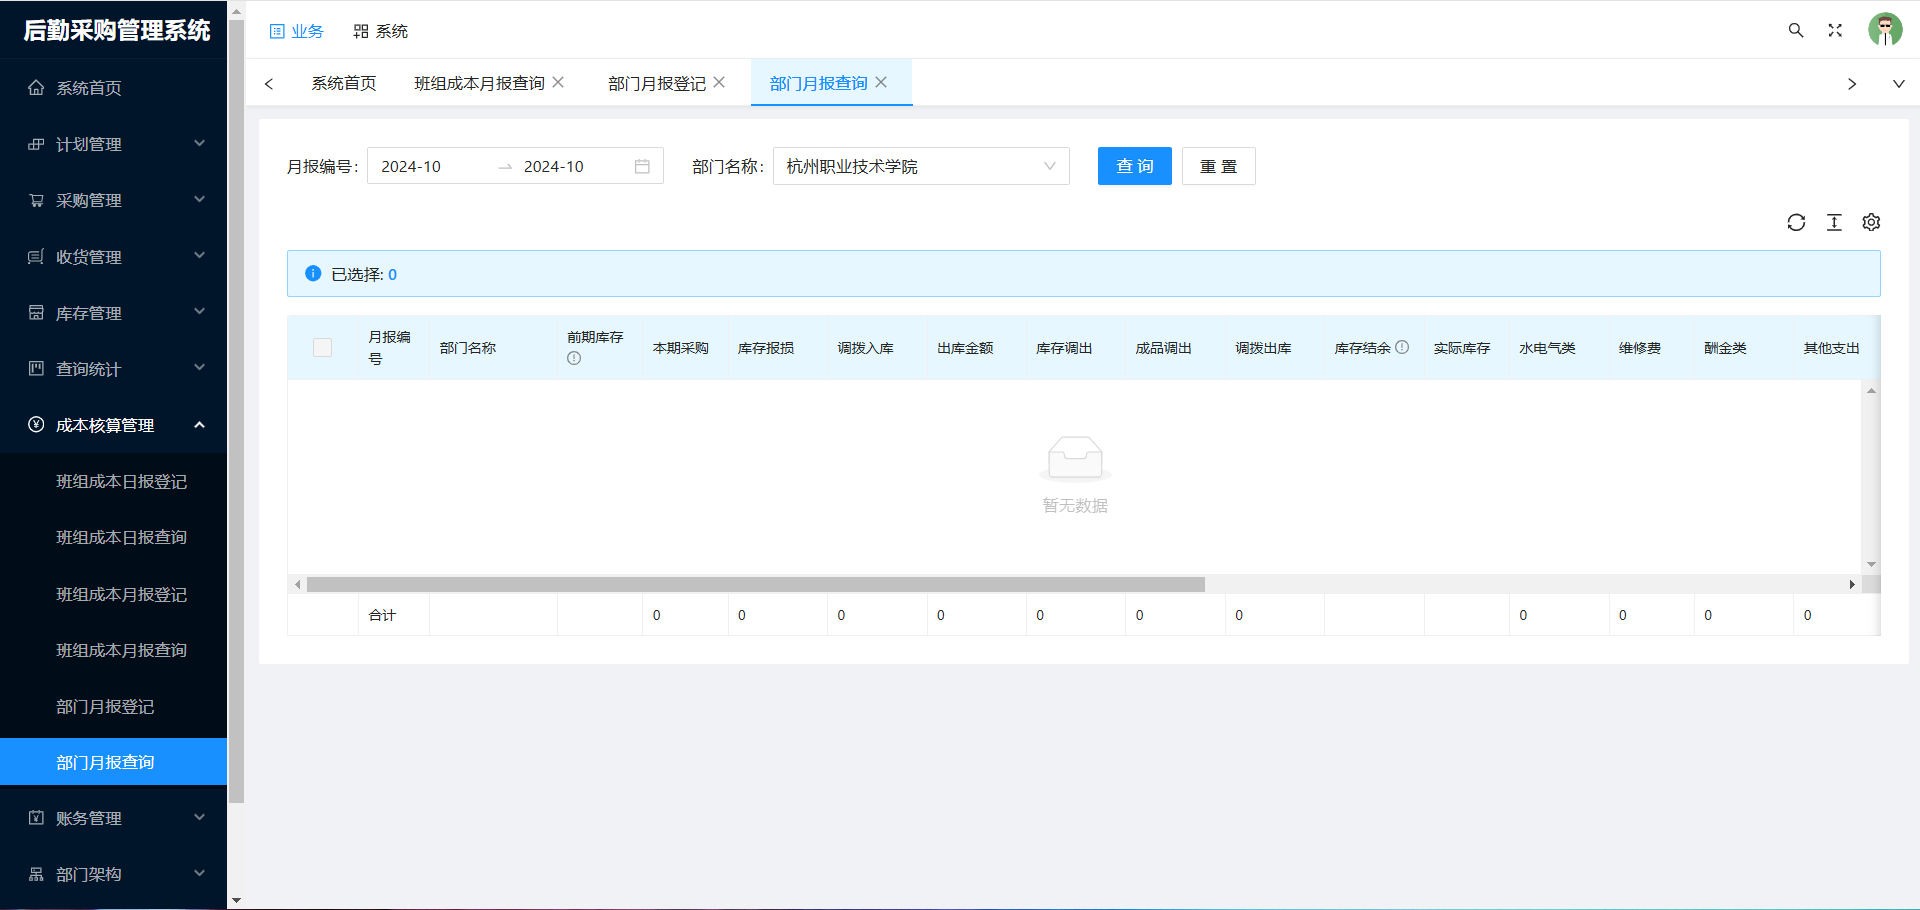 后勤采购管理系统
业务
系统
系统首页
班组成本月报查询
部门月报登记
部门月报查询
系统首页
计划管理
采购管理
收货管理
库存管理
查询统计
成本核算管理
班组成本日报登记
班组成本日报查询
班组成本月报登记
班组成本月报查询
部门月报登记
部门月报查询
账务管理
部门架构
月报编号: 2024-10 → 2024-10
部门名称: 杭州职业技术学院
查 询
重 置
已选择: 0
月报编号 部门名称 前期库存 本期采购 库存报损 调拨入库 出库金额 库存调出 成品调出 调拨出库 库存结余 实际库存 水电气类 维修费 酬金类 其他支出
暂无数据
合计 0 0 0 0 0 0 0 0 0 0 0